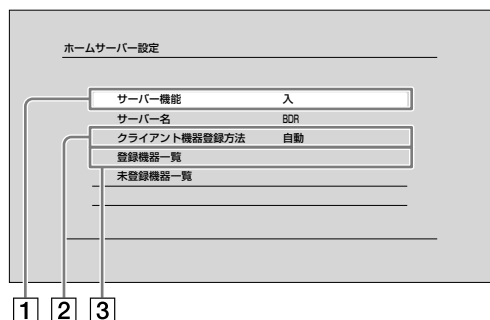 ホームサーバー設定
サーバー機能 入
サーバー名 BDR
クライアント機器登録方法 自動
登録機器一覧
未登録機器一覧
1 2 3